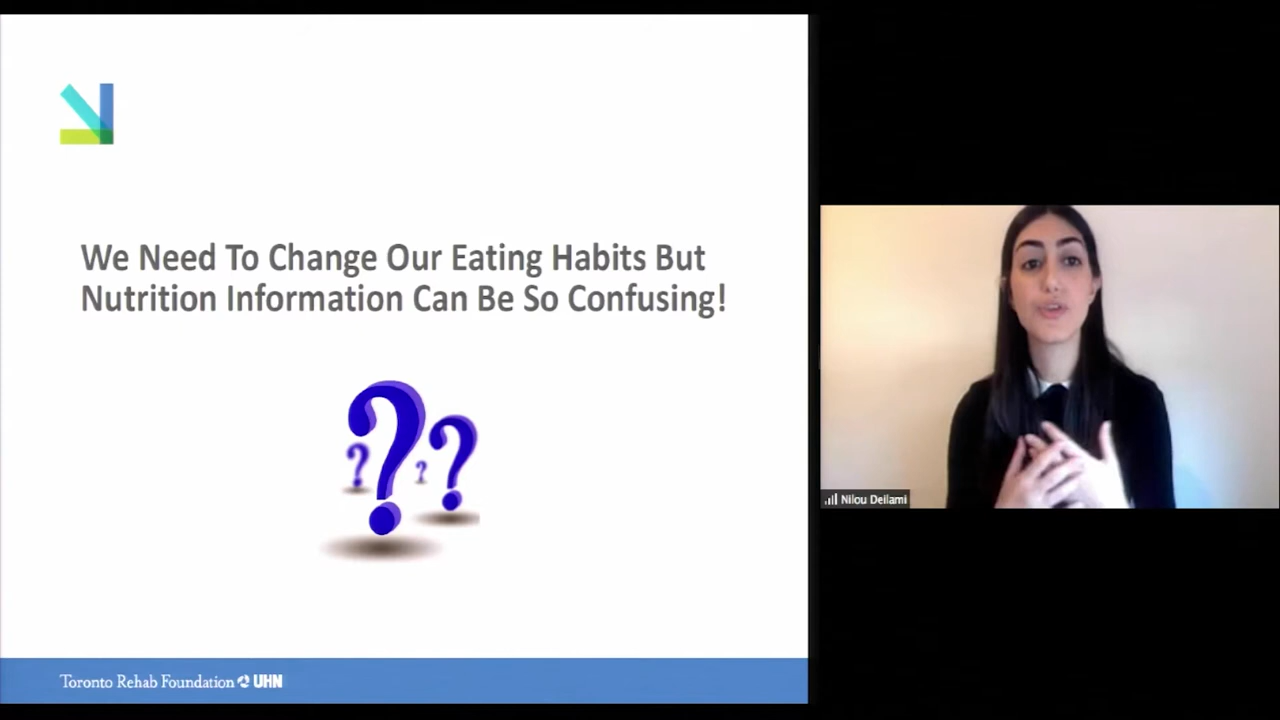 We Need To Change Our Eating Habits But
Nutrition Information Can Be So Confusing!
? ? ? ?
Toronto Rehab Foundation UHN
Nilou Deilami